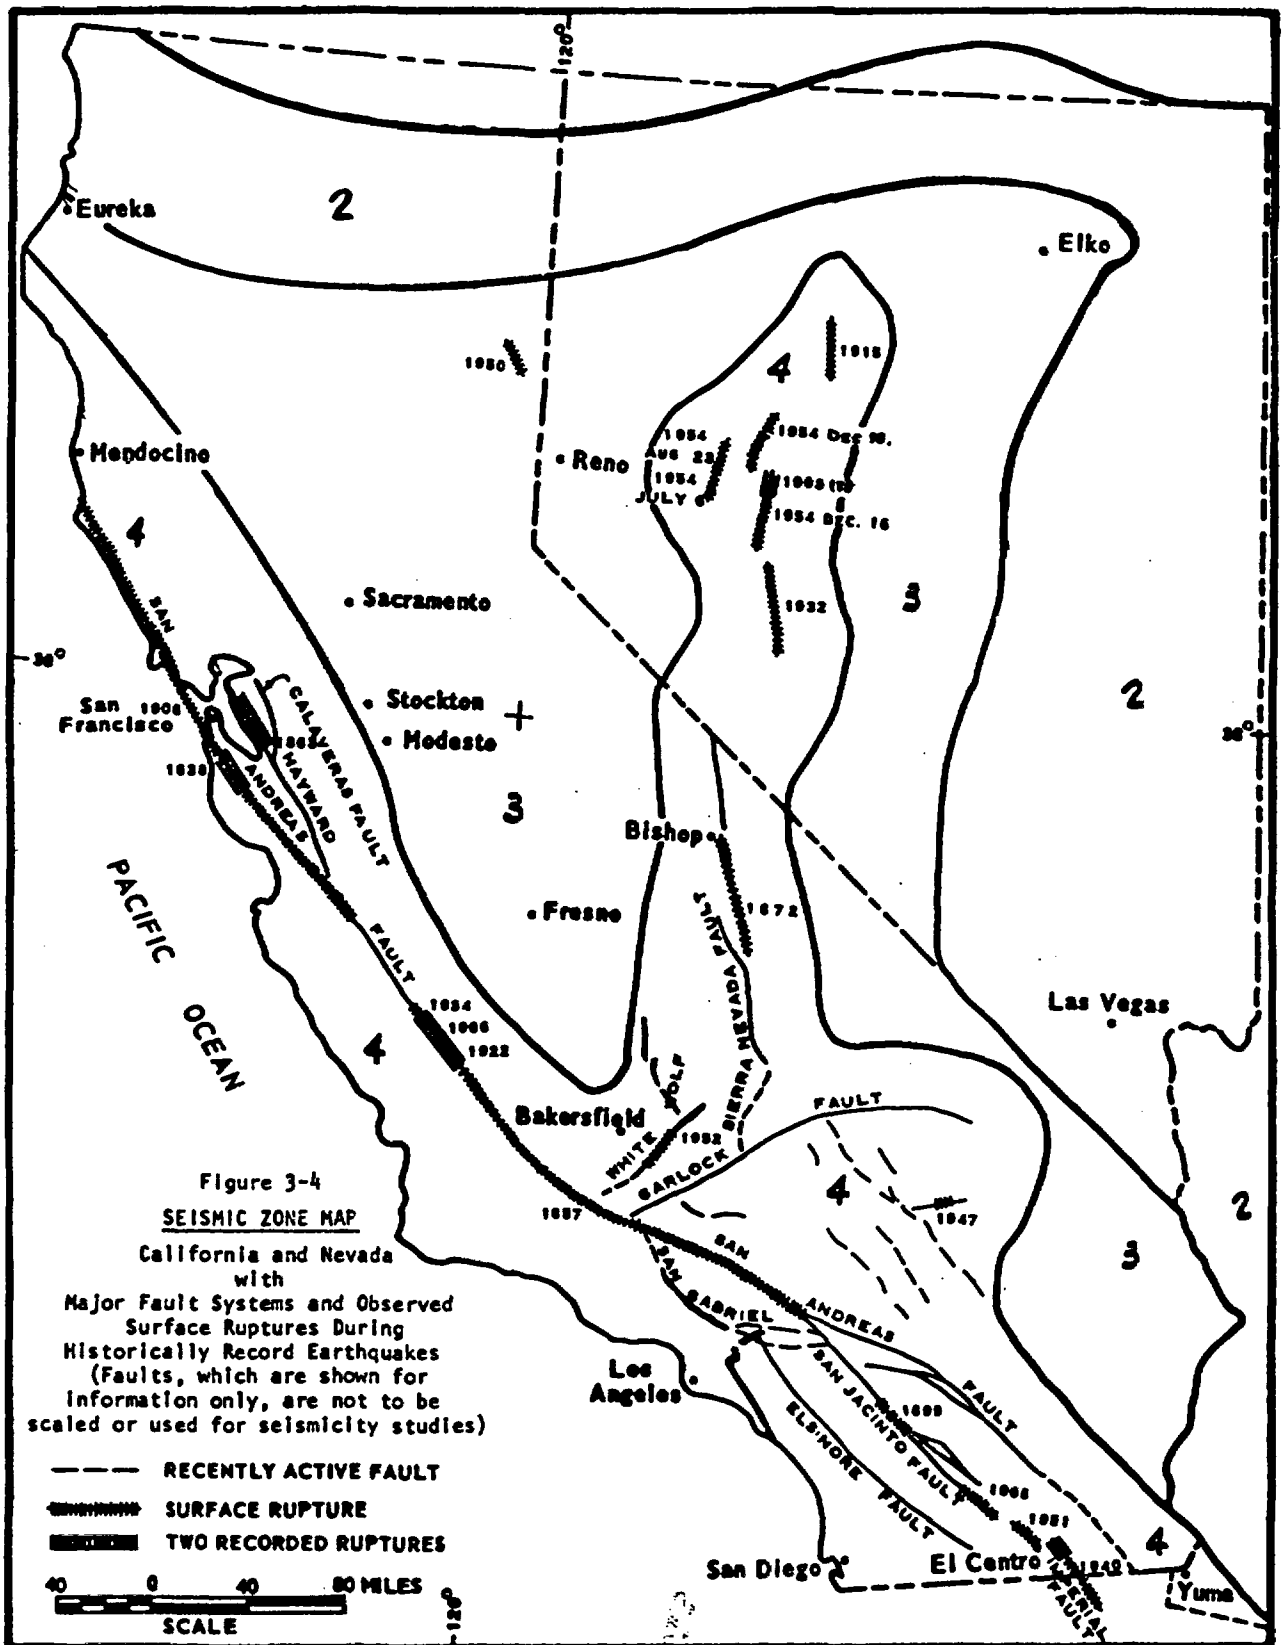 120°
2
Eureka
Elko
1950
1915
4
1954
AUG 23
1954
JULY
1954 DEC 16.
1954 DEC. 16
Reno
Mendocino
4
SAN
Sacramento
1932
3
38°
CALAVERAS FAULT
Stockton
San
Francisco
1906
Modesto
HAYWARD
1838
ANDREAS
2
38°
3
Bishop
PACIFIC
OCEAN
Fresno
1872
FAULT
SIERRA NEVADA FAULT
Las Vegas
1934
1966
1922
4
Bakersfield
WHITE WOLF
1952
GARLOCK
FAULT
4
1947
1857
SAN
ANDREAS
FAULT
2
3
SAN
GABRIEL
Los
Angeles
SAN JACINTO FAULT
1899
ELSINORE FAULT
1968
1951
4
San Diego
El Centro
1940
IMPERIAL
FAULT
Yuma
Figure 3-4
SEISMIC ZONE MAP
California and Nevada
with
Major Fault Systems and Observed
Surface Ruptures During
Historically Record Earthquakes
(Faults, which are shown for
information only, are not to be
scaled or used for seismicity studies)
RECENTLY ACTIVE FAULT
SURFACE RUPTURE
TWO RECORDED RUPTURES
40 0 40 80 MILES
SCALE
120°